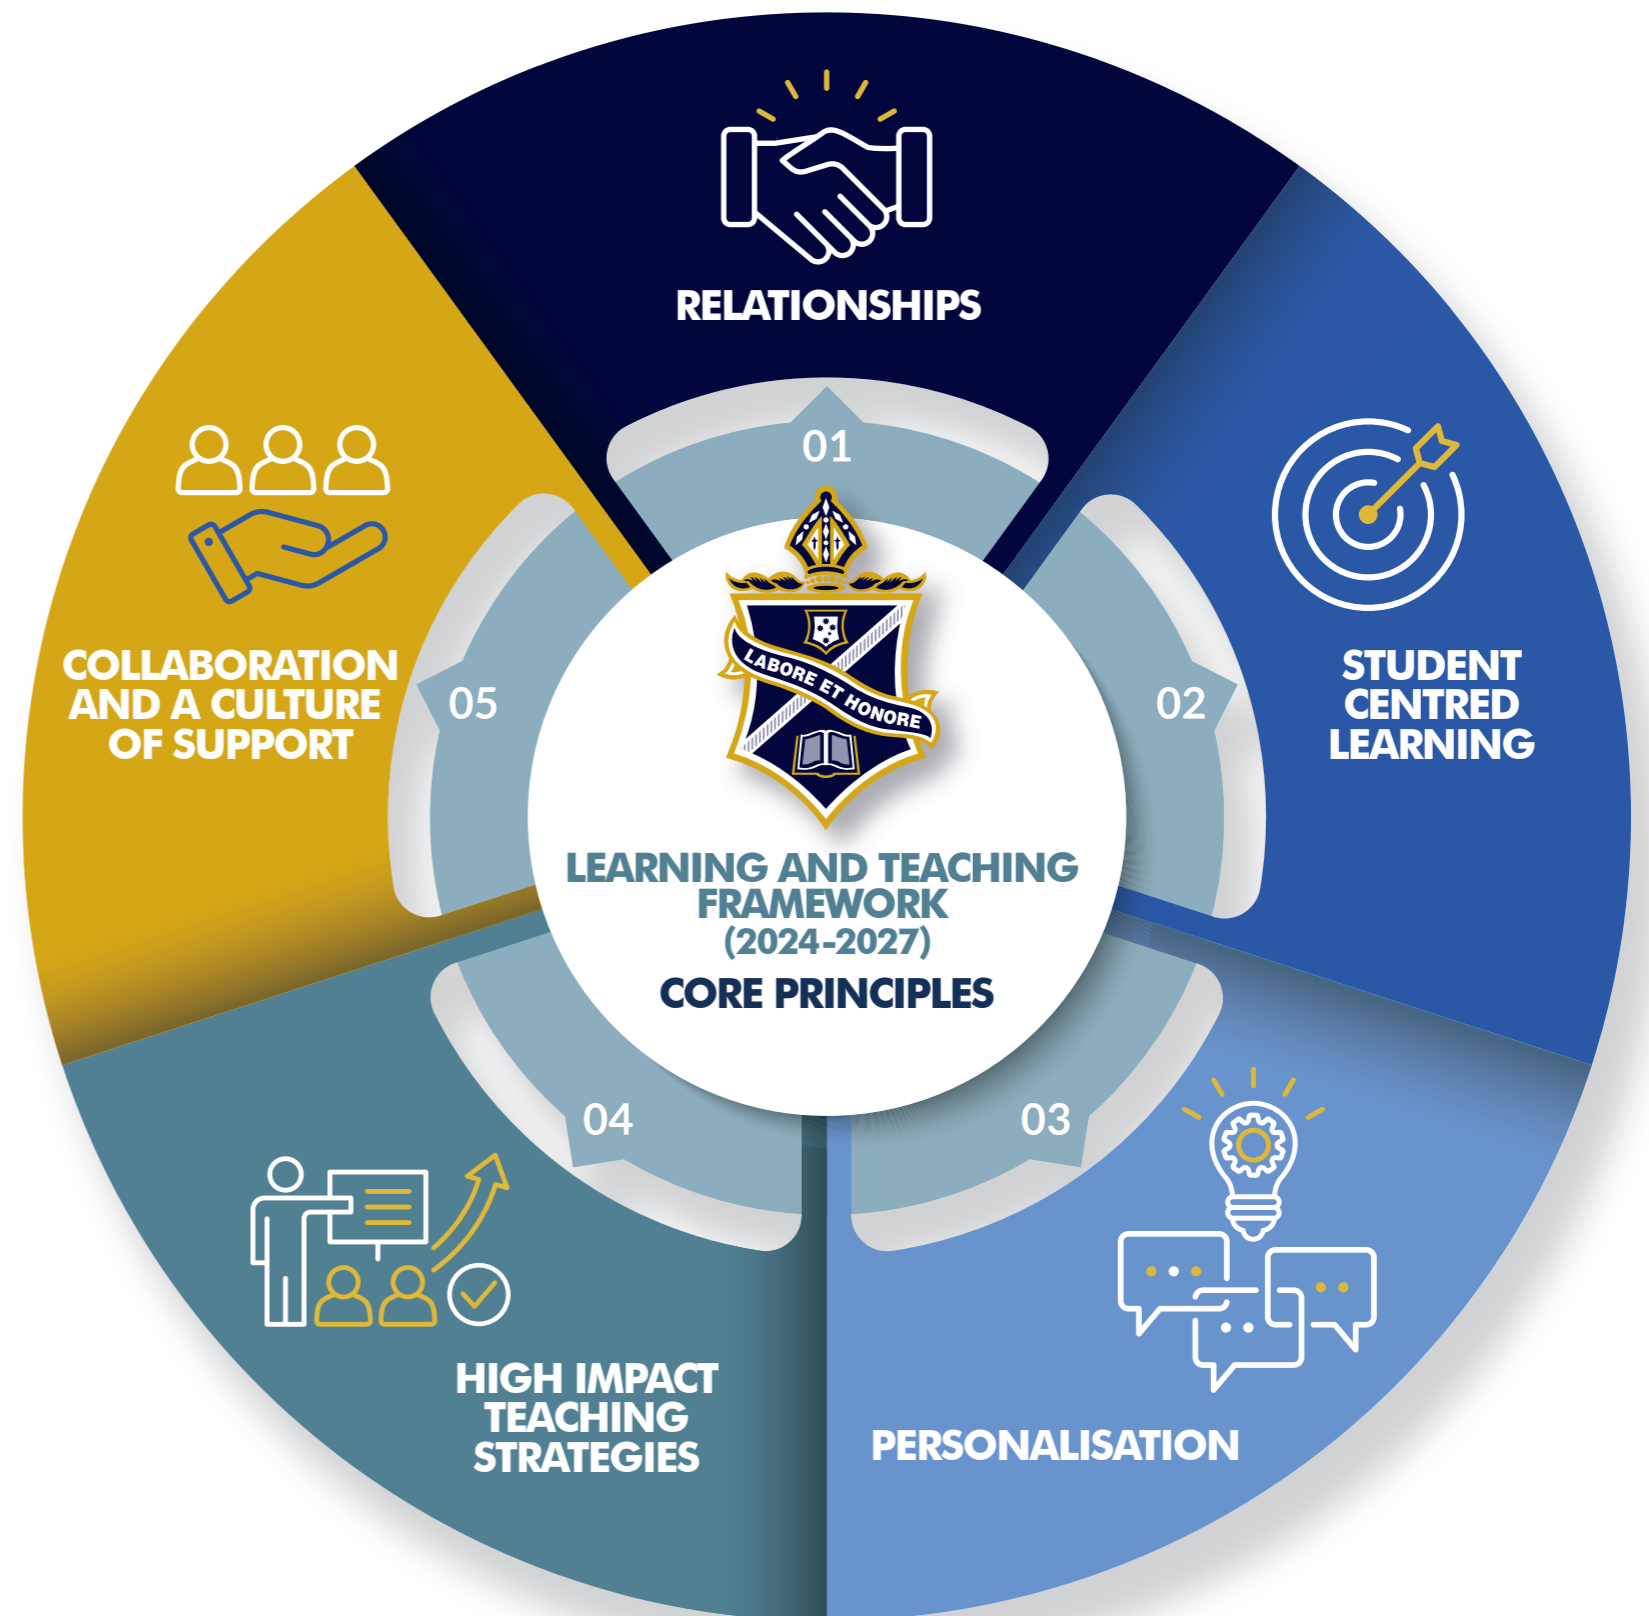 RELATIONSHIPS
01
STUDENT
CENTRED
LEARNING
02
PERSONALISATION
03
HIGH IMPACT
TEACHING
STRATEGIES
04
COLLABORATION
AND A CULTURE
OF SUPPORT
05
LABORE ET HONORE
LEARNING AND TEACHING
FRAMEWORK
(2024-2027)
CORE PRINCIPLES